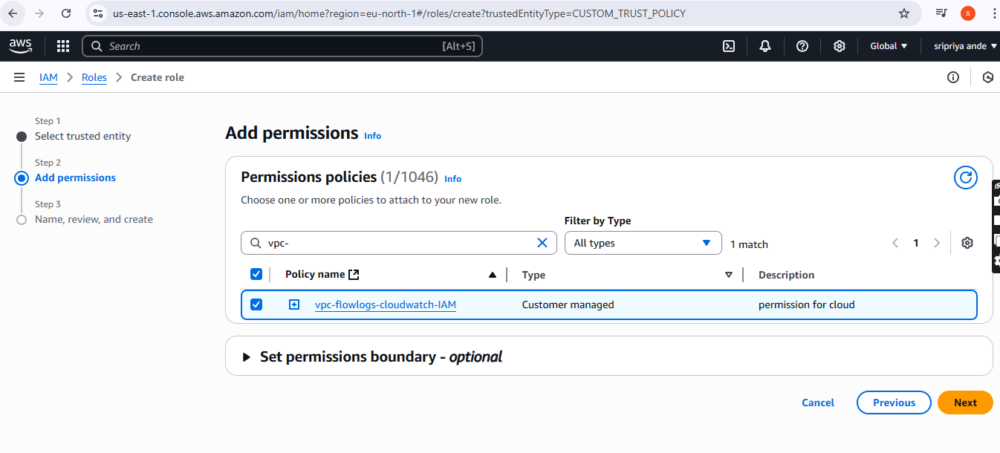 us-east-1.console.aws.amazon.com/iam/home?region=eu-north-1#/roles/create?trustedEntityType=CUSTOM_TRUST_POLICY
s
aws
Search [Alt+S]
Global
sripriya ande
IAM
Roles
Create role
Step 1
Select trusted entity
Step 2
Add permissions
Step 3
Name, review, and create
Add permissions Info
Permissions policies (1/1046) Info
Choose one or more policies to attach to your new role.
Filter by Type
vpc-
All types
1 match
1
Policy name
Type
Description
vpc-flowlogs-cloudwatch-IAM
Customer managed
permission for cloud
Set permissions boundary - optional
Cancel
Previous
Next